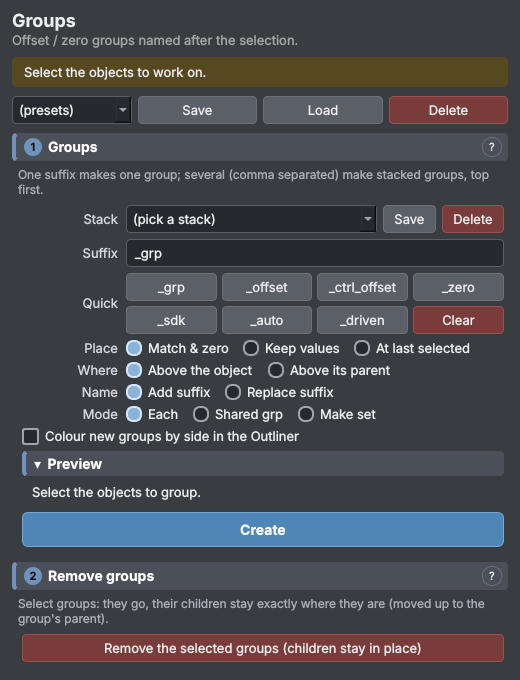 Groups
Offset / zero groups named after the selection.
Select the objects to work on.
(presets) Save Load Delete
1 Groups ?
One suffix makes one group; several (comma separated) make stacked groups, top
first.
Stack (pick a stack) Save Delete
Suffix _grp
Quick _grp _offset _ctrl_offset _zero
_sdk _auto _driven Clear
Place Match & zero Keep values At last selected
Where Above the object Above its parent
Name Add suffix Replace suffix
Mode Each Shared grp Make set
Colour new groups by side in the Outliner
▼ Preview
Select the objects to group.
Create
2 Remove groups ?
Select groups: they go, their children stay exactly where they are (moved up to the
group's parent).
Remove the selected groups (children stay in place)